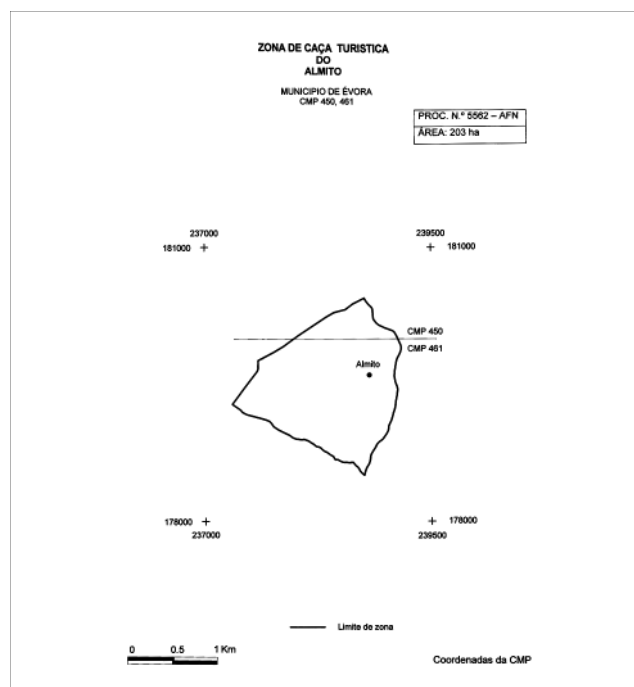 ZONA DE CAÇA TURISTICA
DO
ALMITO
MUNICIPIO DE ÉVORA
CMP 450, 461
PROC. N.º 5562 – AFN
ÁREA: 203 ha
237000
239500
181000
181000
CMP 450
CMP 461
Almito
178000
178000
237000
239500
Limite de zona
0 0.5 1 Km
Coordenadas da CMP